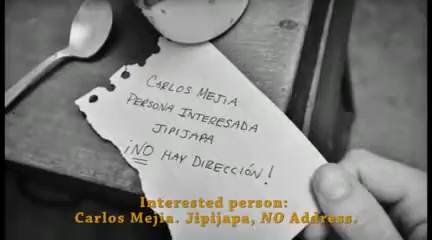 CARLOS MEJIA
PERSONA INTERESADA
JIPIJAPA
¡NO HAY DIRECCIÓN!
Interested person:
Carlos Mejia. Jipijapa, NO Address.